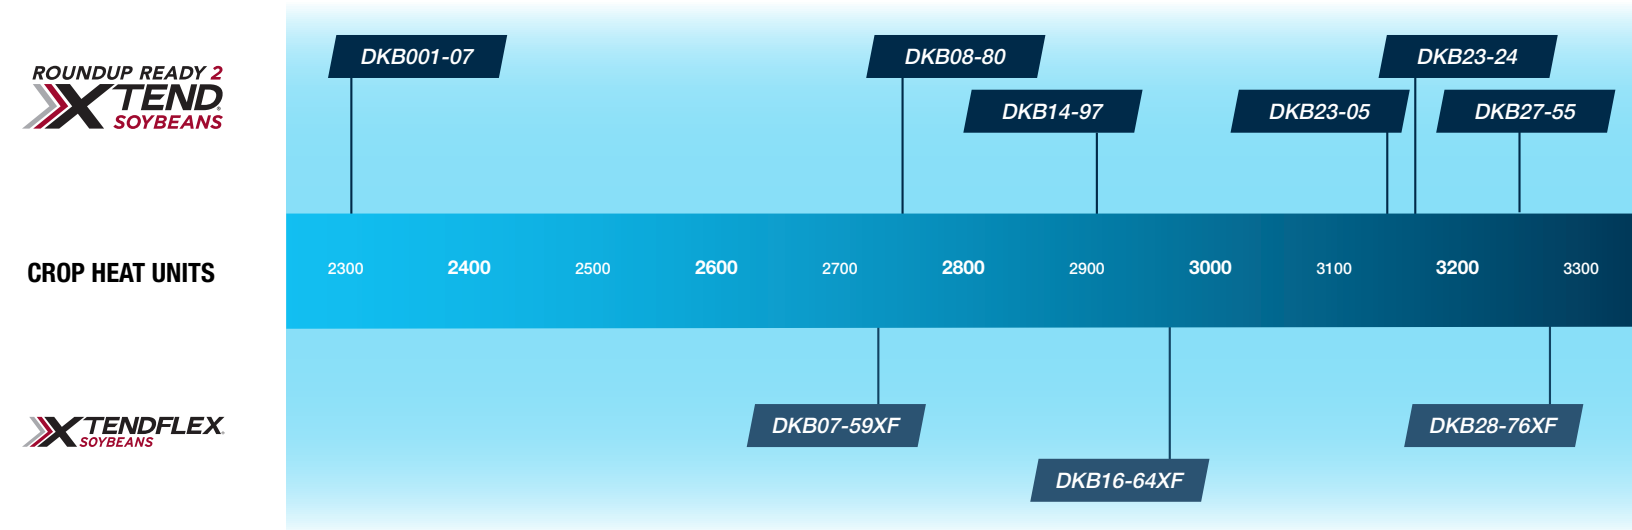 DKB001-07
DKB08-80
DKB23-24
ROUNDUP READY 2
XTEND®
SOYBEANS
DKB14-97
DKB23-05
DKB27-55
CROP HEAT UNITS
2300 2400 2500 2600 2700 2800 2900 3000 3100 3200 3300
XTENDFLEX®
SOYBEANS
DKB07-59XF
DKB28-76XF
DKB16-64XF